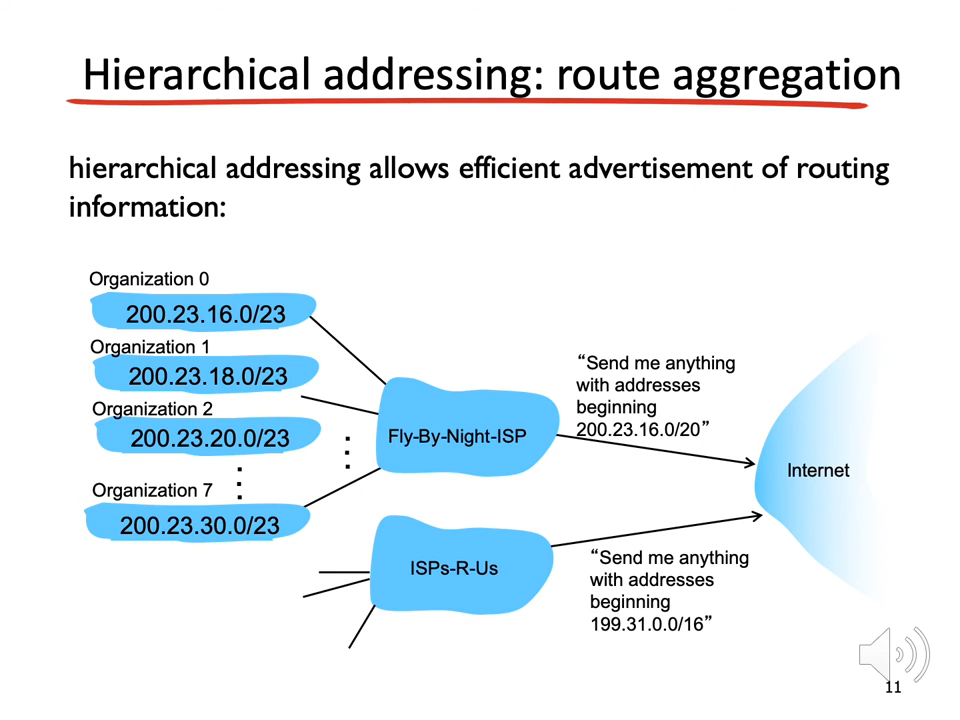 Hierarchical addressing: route aggregation
hierarchical addressing allows efficient advertisement of routing
information:
Organization 0
200.23.16.0/23
Organization 1
200.23.18.0/23
Organization 2
200.23.20.0/23
Organization 7
200.23.30.0/23
Fly-By-Night-ISP
“Send me anything
with addresses
beginning
200.23.16.0/20”
Internet
ISPs-R-Us
“Send me anything
with addresses
beginning
199.31.0.0/16”
11